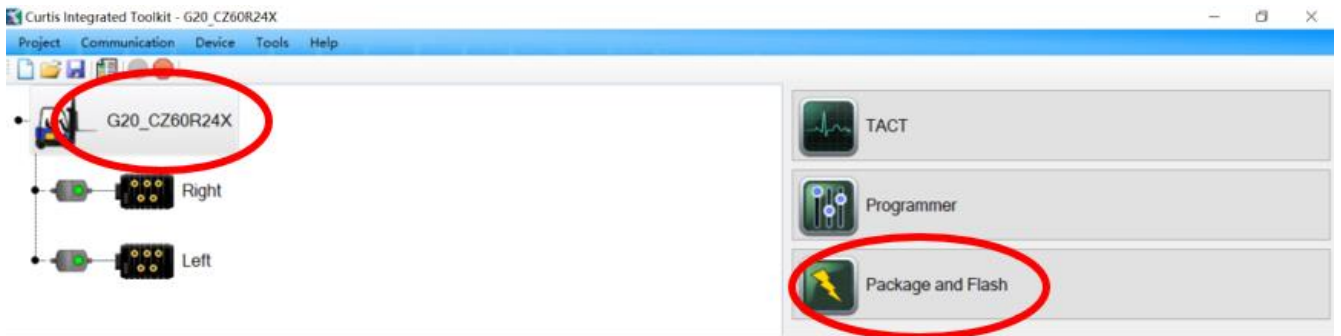 Curtis Integrated Toolkit - G20_CZ60R24X
Project Communication Device Tools Help
G20_CZ60R24X
Right
Left
TACT
Programmer
Package and Flash